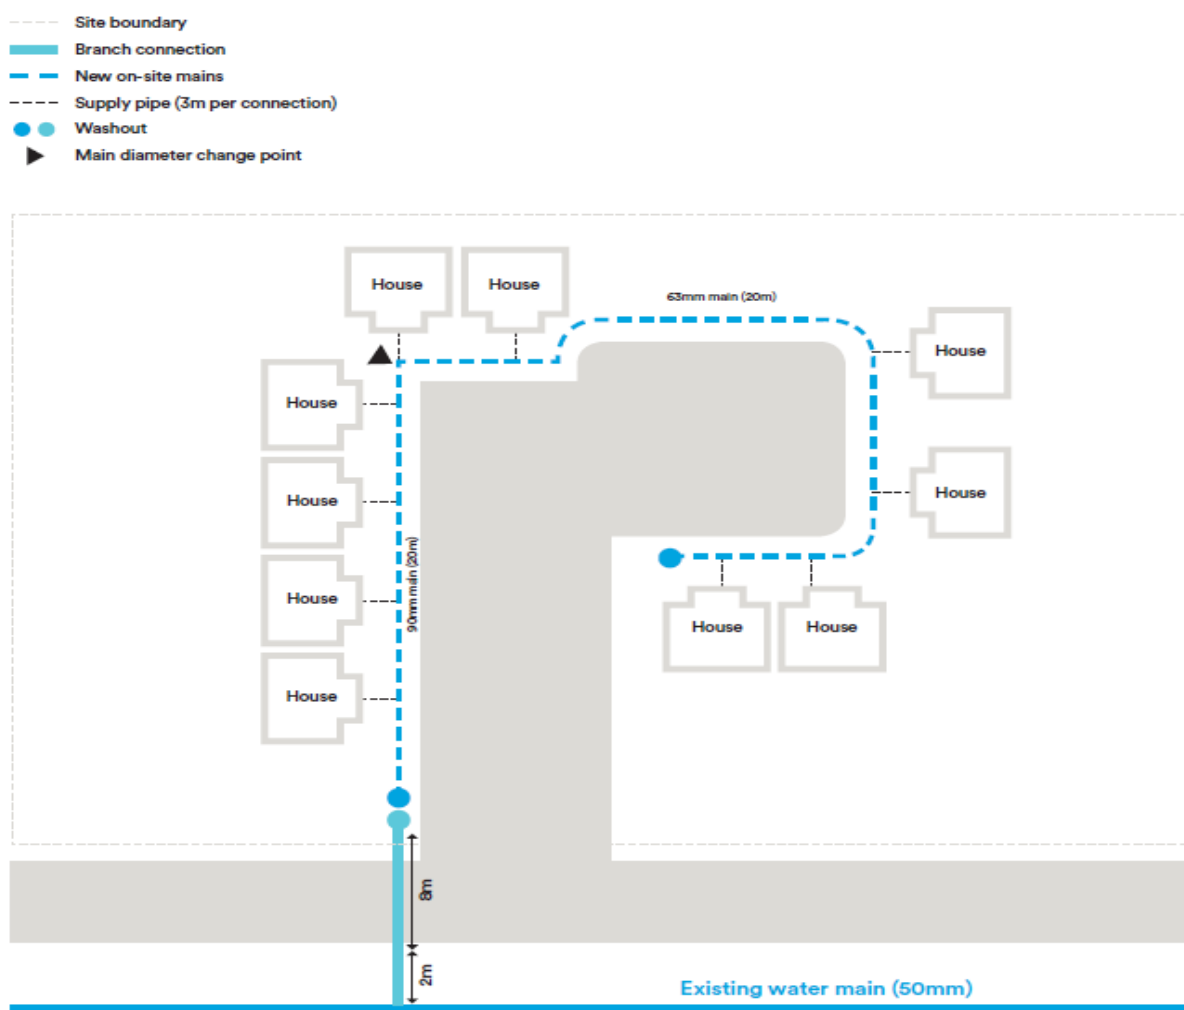 Site boundary
Branch connection
New on-site mains
Supply pipe (3m per connection)
Washout
Main diameter change point
House
House
63mm main (20m)
House
House
House
House
House
90mm main (20m)
House
House
House
8m
2m
Existing water main (50mm)